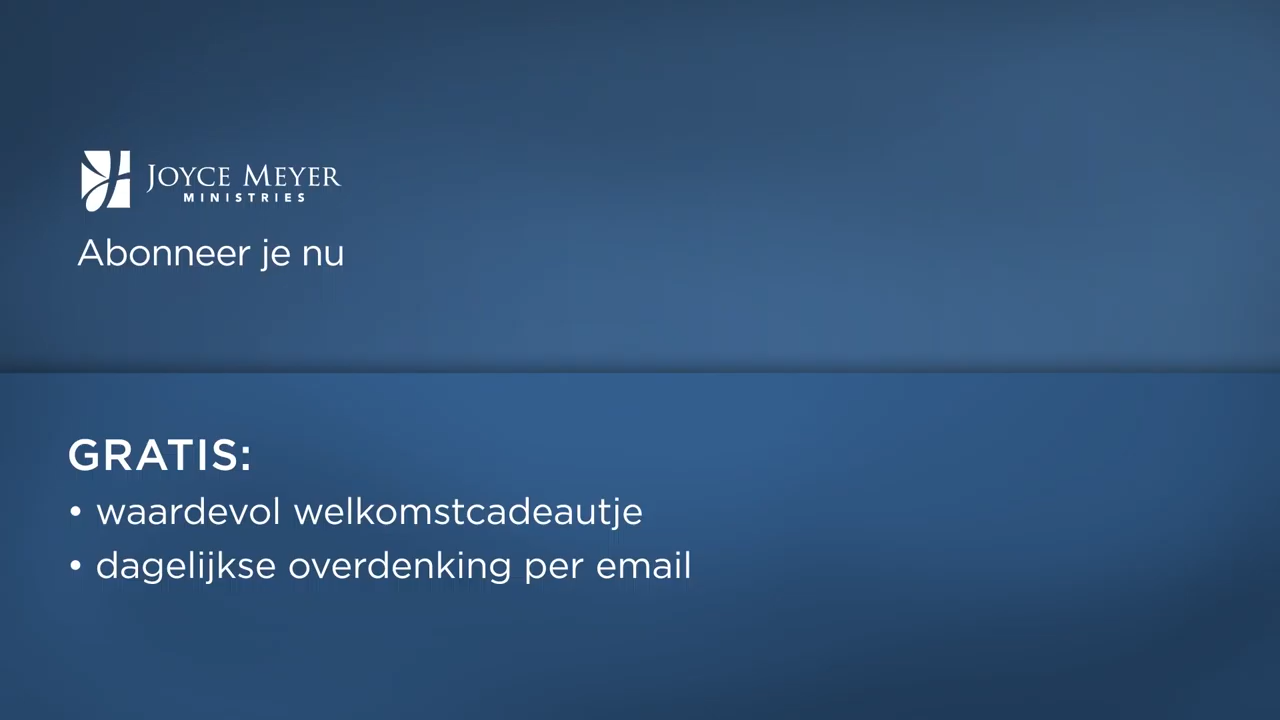 JOYCE MEYER
MINISTRIES
Abonneer je nu
GRATIS:
• waardevol welkomstcadeautje
• dagelijkse overdenking per email